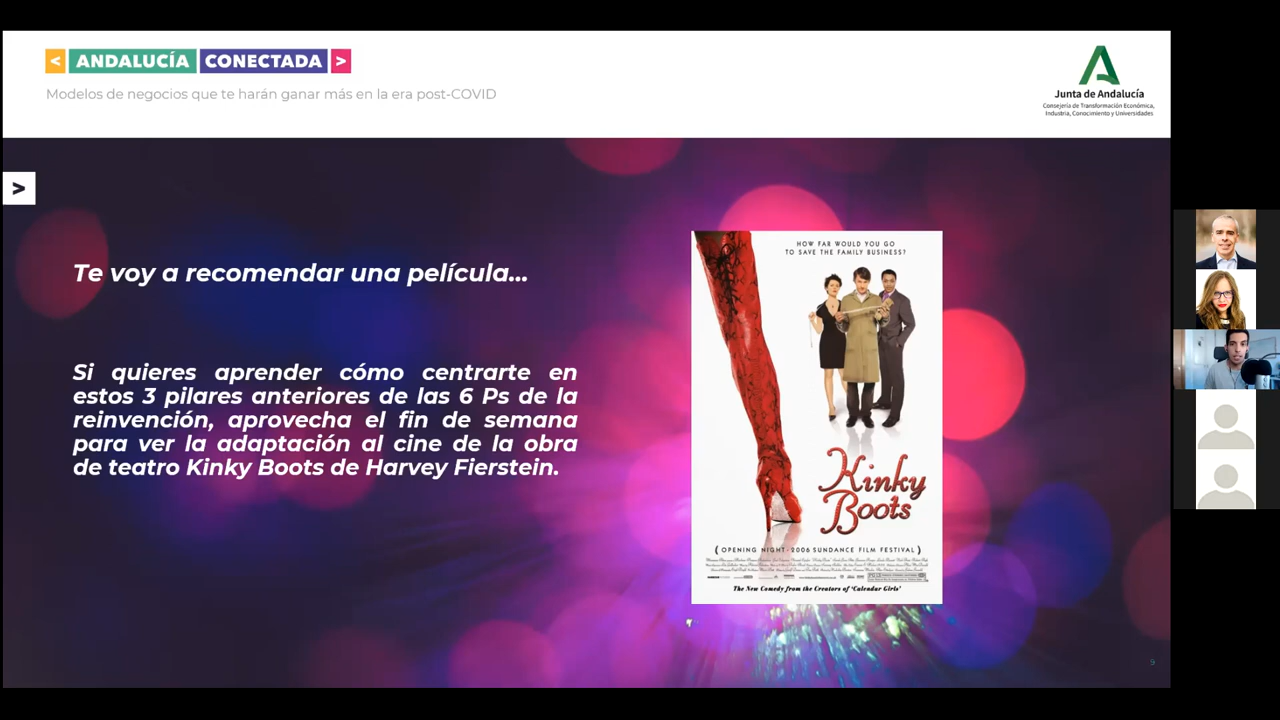 < ANDALUCÍA CONECTADA >
Modelos de negocios que te harán ganar más en la era post-COVID
Junta de Andalucía
Consejería de Transformación Económica,
Industria, Conocimiento y Universidades
>
Te voy a recomendar una película...
Si quieres aprender cómo centrarte en
estos 3 pilares anteriores de las 6 Ps de la
reinvención, aprovecha el fin de semana
para ver la adaptación al cine de la obra
de teatro Kinky Boots de Harvey Fierstein.
HOW FAR WOULD YOU GO
TO SAVE THE FAMILY BUSINESS?
Kinky
Boots
(OPENING NIGHT - 2006 SUNDANCE FILM FESTIVAL)
The New Comedy from the Creators of 'Calendar Girls'
9